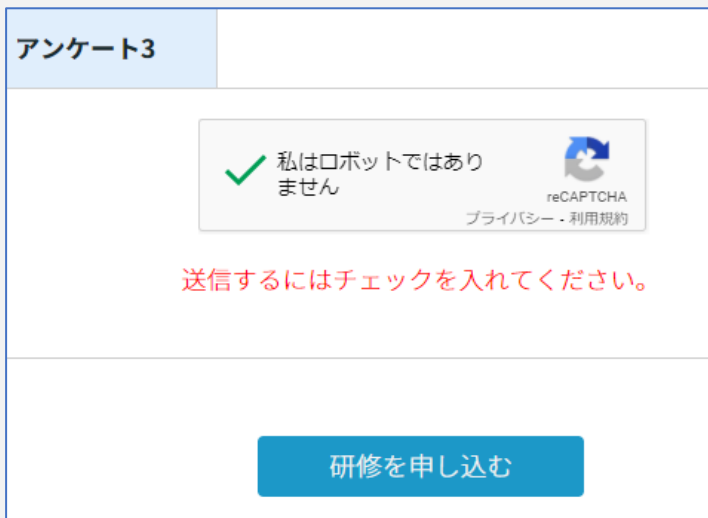 アンケート3
私はロボットではあり
ません
reCAPTCHA
プライバシー - 利用規約
送信するにはチェックを入れてください。
研修を申し込む